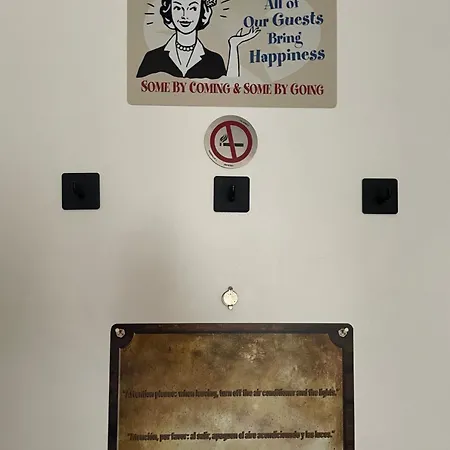 All of
Our Guests
Bring
Happiness
Some By Coming & Some By Going
"Attention please: when leaving, turn off the air conditioner and the lights."
"Atención, por favor: al salir, apaguen el aire acondicionado y las luces."